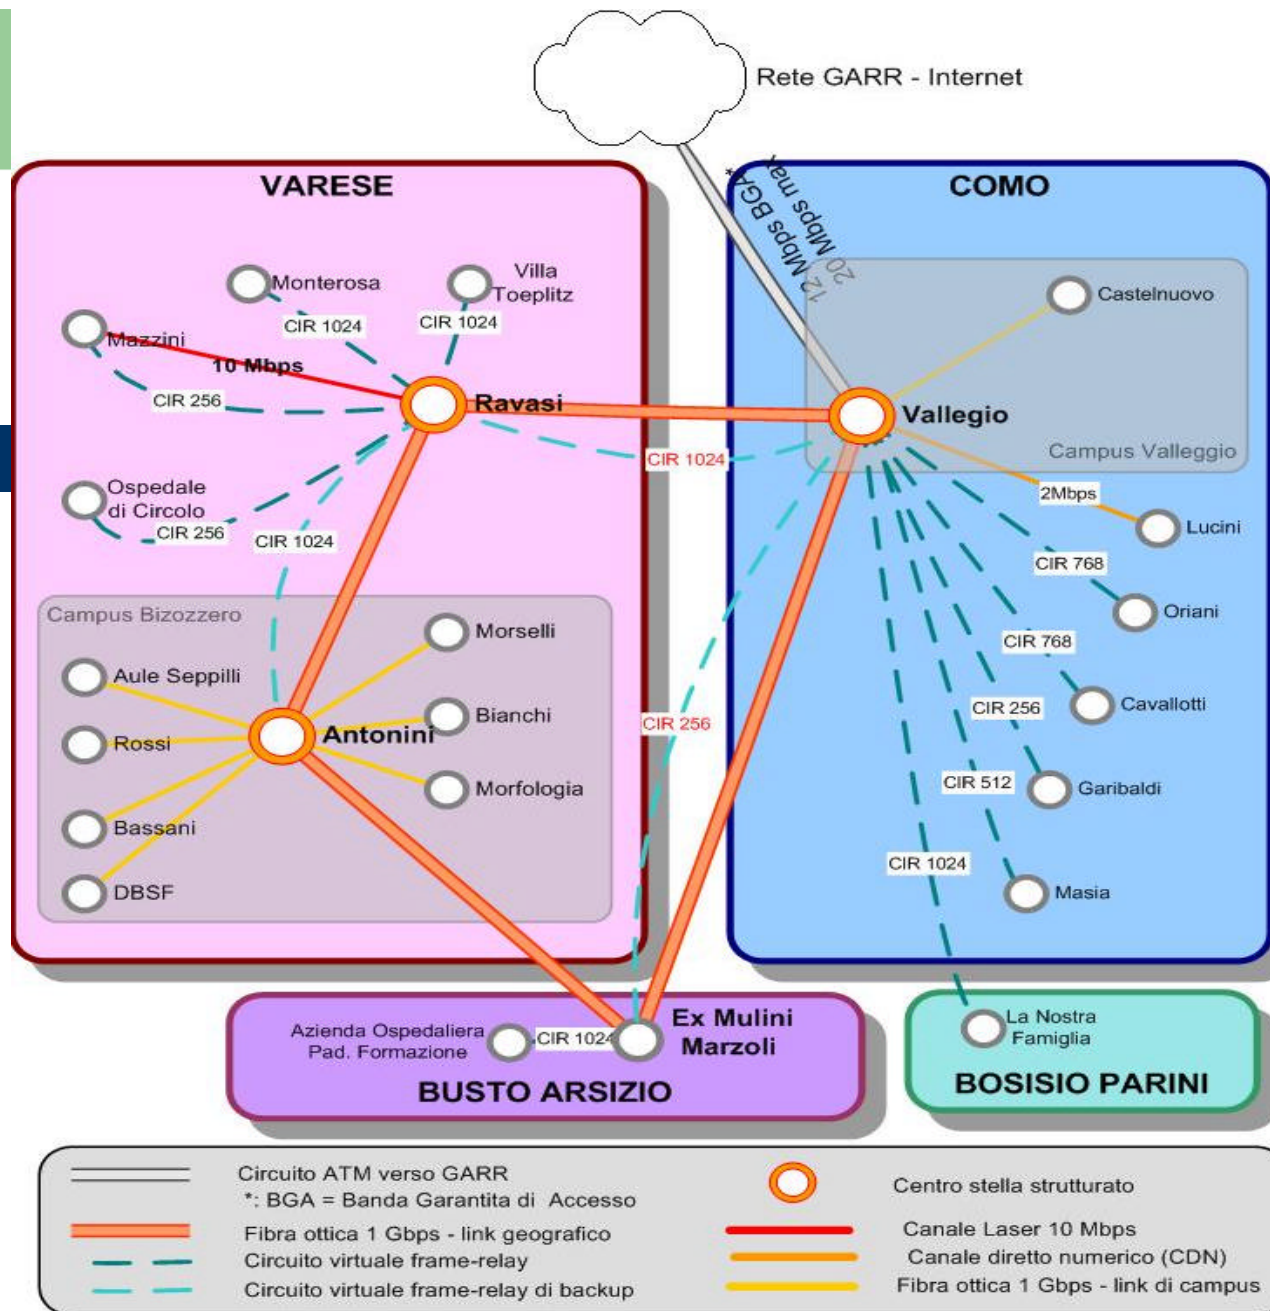 Rete GARR - Internet
12 Mbps BGA*
20 Mbps max
VARESE
Monterosa
Villa
Toeplitz
Mazzini
CIR 1024
CIR 1024
10 Mbps
CIR 256
Ravasi
Ospedale
di Circolo
CIR 256
CIR 1024
CIR 1024
Campus Bizozzero
Morselli
Aule Seppilli
Bianchi
Rossi
Antonini
Morfologia
Bassani
DBSF
COMO
Castelnuovo
Vallegio
Campus Valleggio
2Mbps
Lucini
CIR 768
Oriani
CIR 768
Cavallotti
CIR 256
CIR 256
Garibaldi
CIR 512
CIR 1024
Masia
Azienda Ospedaliera
Pad. Formazione
CIR 1024
Ex Mulini
Marzoli
BUSTO ARSIZIO
La Nostra
Famiglia
BOSISIO PARINI
Circuito ATM verso GARR
*: BGA = Banda Garantita di Accesso
Fibra ottica 1 Gbps - link geografico
Circuito virtuale frame-relay
Circuito virtuale frame-relay di backup
Centro stella strutturato
Canale Laser 10 Mbps
Canale diretto numerico (CDN)
Fibra ottica 1 Gbps - link di campus